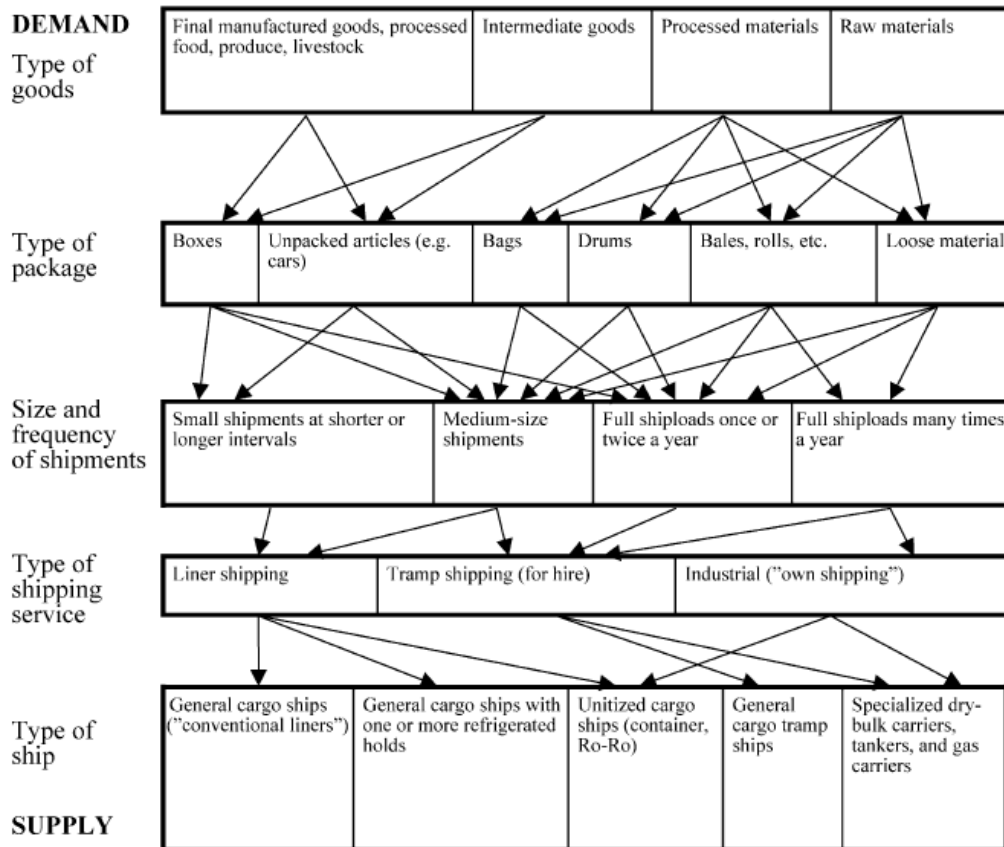 DEMAND
Type of
goods
Final manufactured goods, processed
food, produce, livestock
Intermediate goods
Processed materials
Raw materials
Type of
package
Boxes
Unpacked articles (e.g.
cars)
Bags
Drums
Bales, rolls, etc.
Loose material
Size and
frequency
of shipments
Small shipments at shorter or
longer intervals
Medium-size
shipments
Full shiploads once or
twice a year
Full shiploads many times
a year
Type of
shipping
service
Liner shipping
Tramp shipping (for hire)
Industrial (”own shipping”)
Type of
ship
General cargo ships
(”conventional liners”)
General cargo ships with
one or more refrigerated
holds
Unitized cargo
ships (container,
Ro-Ro)
General
cargo tramp
ships
Specialized dry-
bulk carriers,
tankers, and gas
carriers
SUPPLY